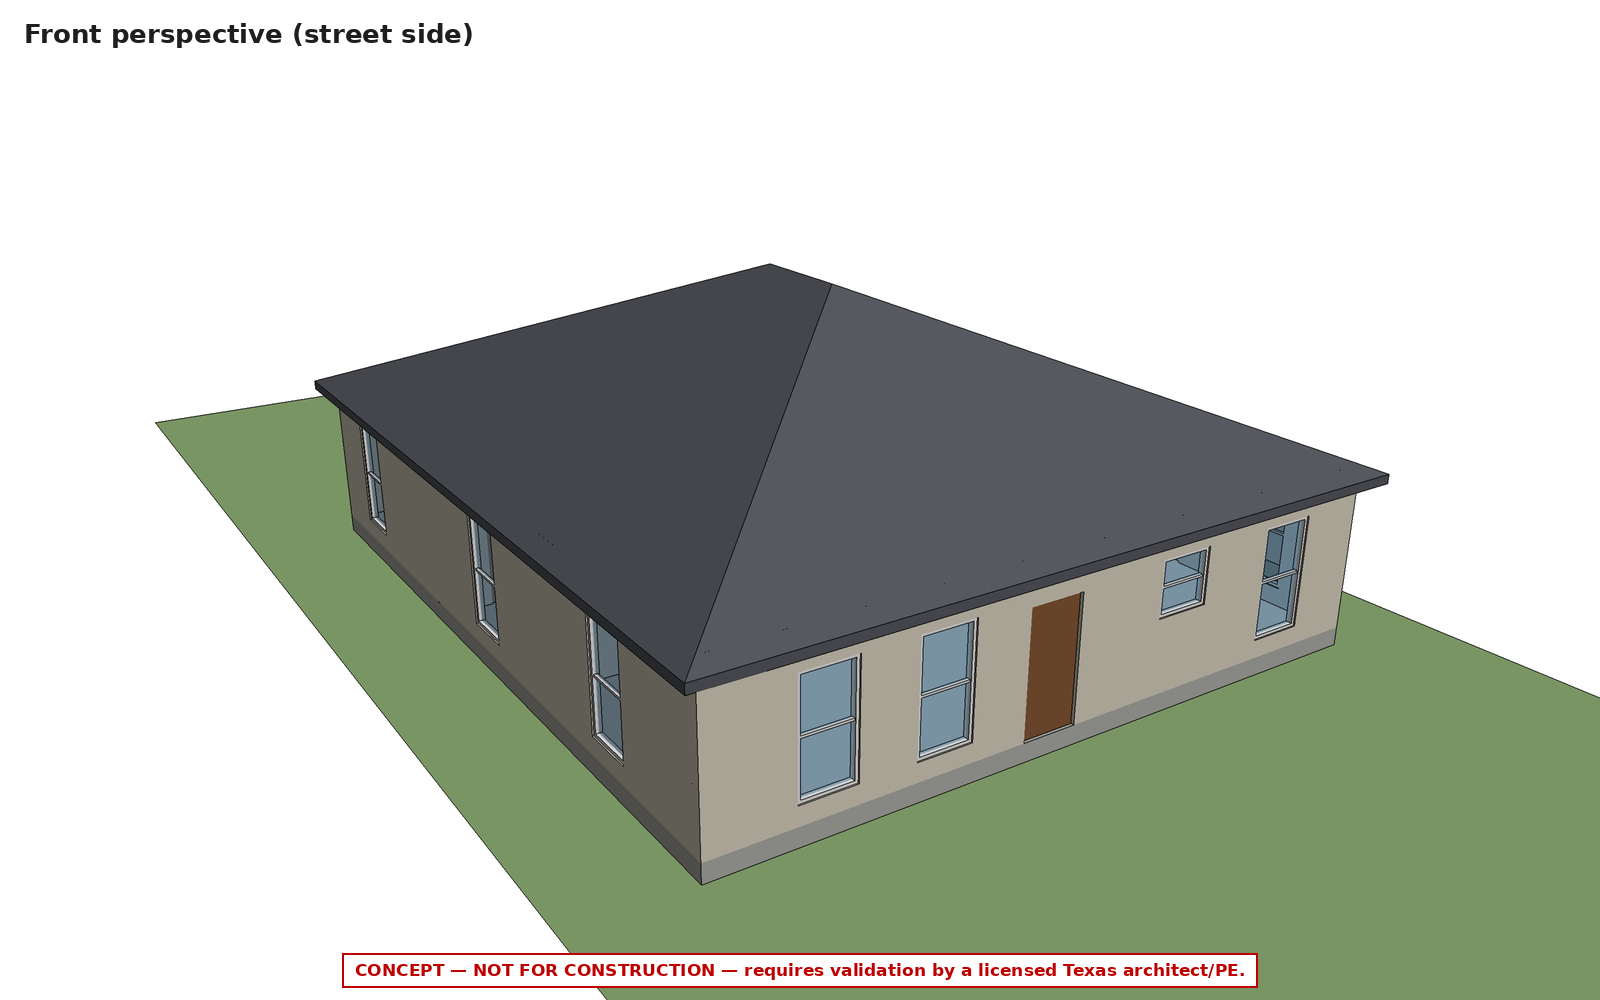 Front perspective (street side)
CONCEPT — NOT FOR CONSTRUCTION — requires validation by a licensed Texas architect/PE.